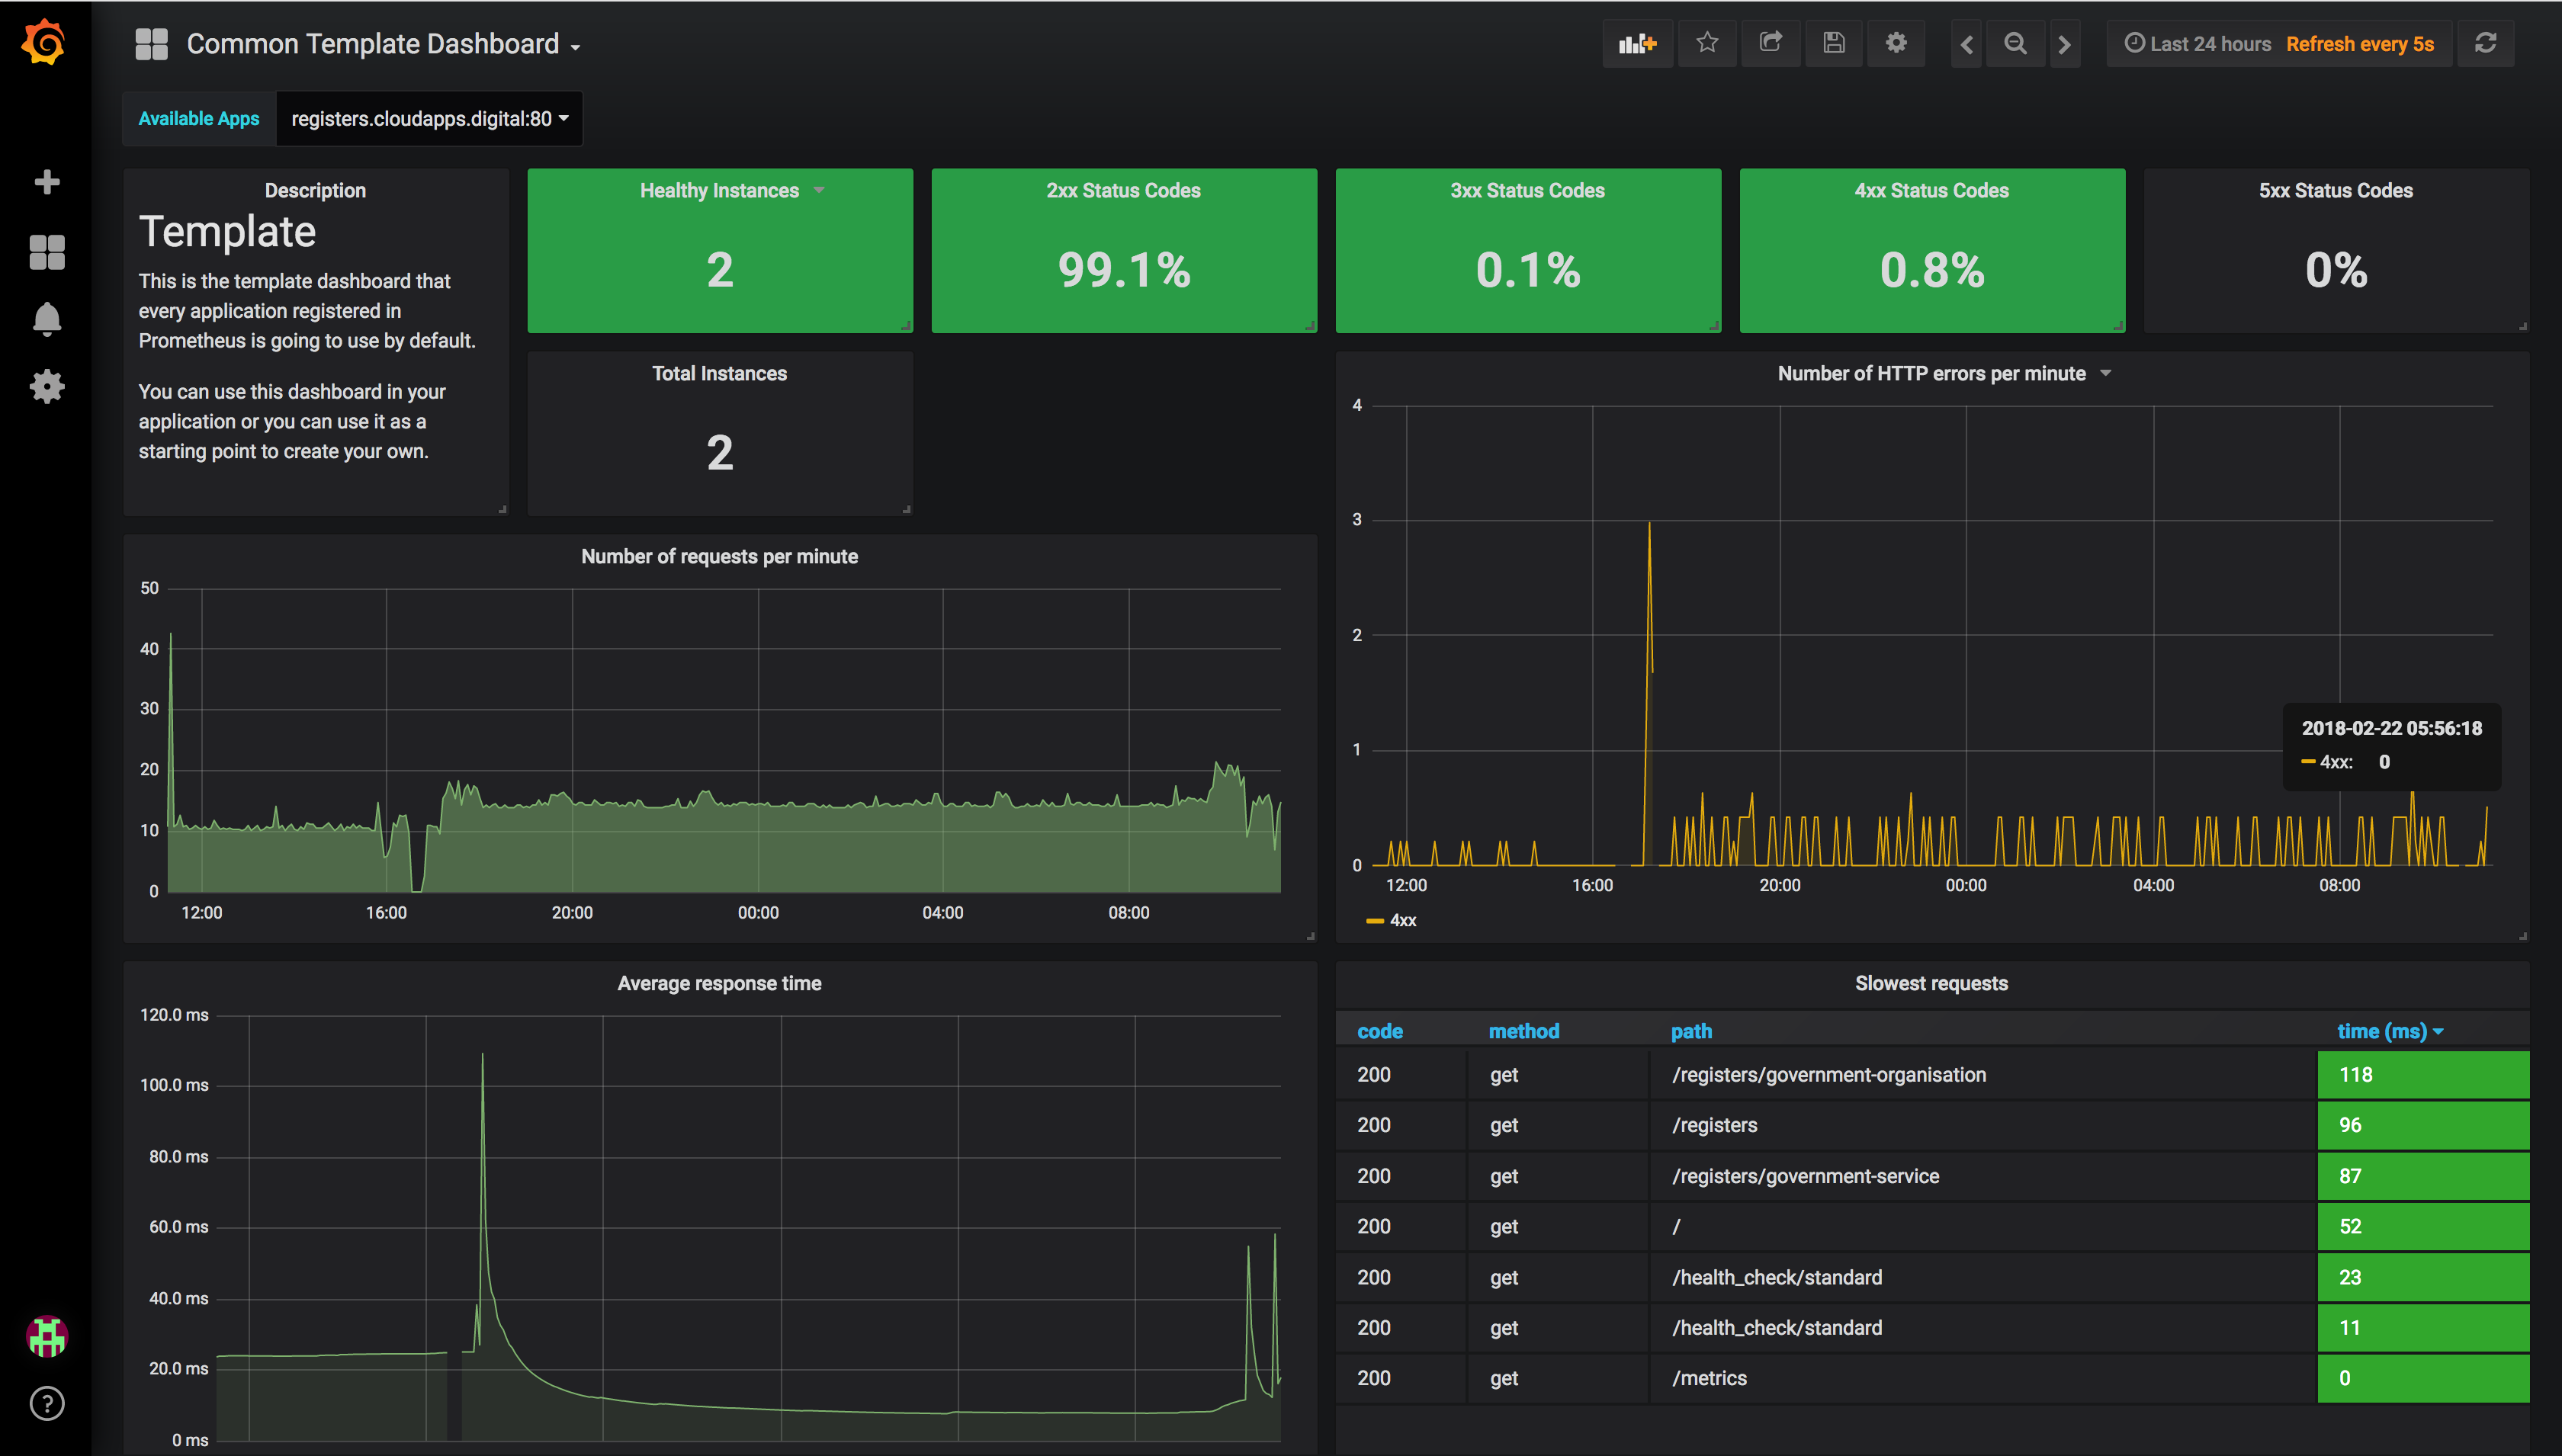 Common Template Dashboard
Last 24 hours Refresh every 5s
Available Apps registers.cloudapps.digital:80
Description
Template
This is the template dashboard that
every application registered in
Prometheus is going to use by default.
You can use this dashboard in your
application or you can use it as a
starting point to create your own.
Healthy Instances
2
2xx Status Codes
99.1%
3xx Status Codes
0.1%
4xx Status Codes
0.8%
5xx Status Codes
0%
Total Instances
2
Number of HTTP errors per minute
4
3
2
1
0
12:00 16:00 20:00 00:00 04:00 08:00
2018-02-22 05:56:18
4xx: 0
4xx
Number of requests per minute
50
40
30
20
10
0
12:00 16:00 20:00 00:00 04:00 08:00
Average response time
120.0 ms
100.0 ms
80.0 ms
60.0 ms
40.0 ms
20.0 ms
0 ms
Slowest requests
code method path time (ms)
200 get /registers/government-organisation 118
200 get /registers 96
200 get /registers/government-service 87
200 get / 52
200 get /health_check/standard 23
200 get /health_check/standard 11
200 get /metrics 0
?